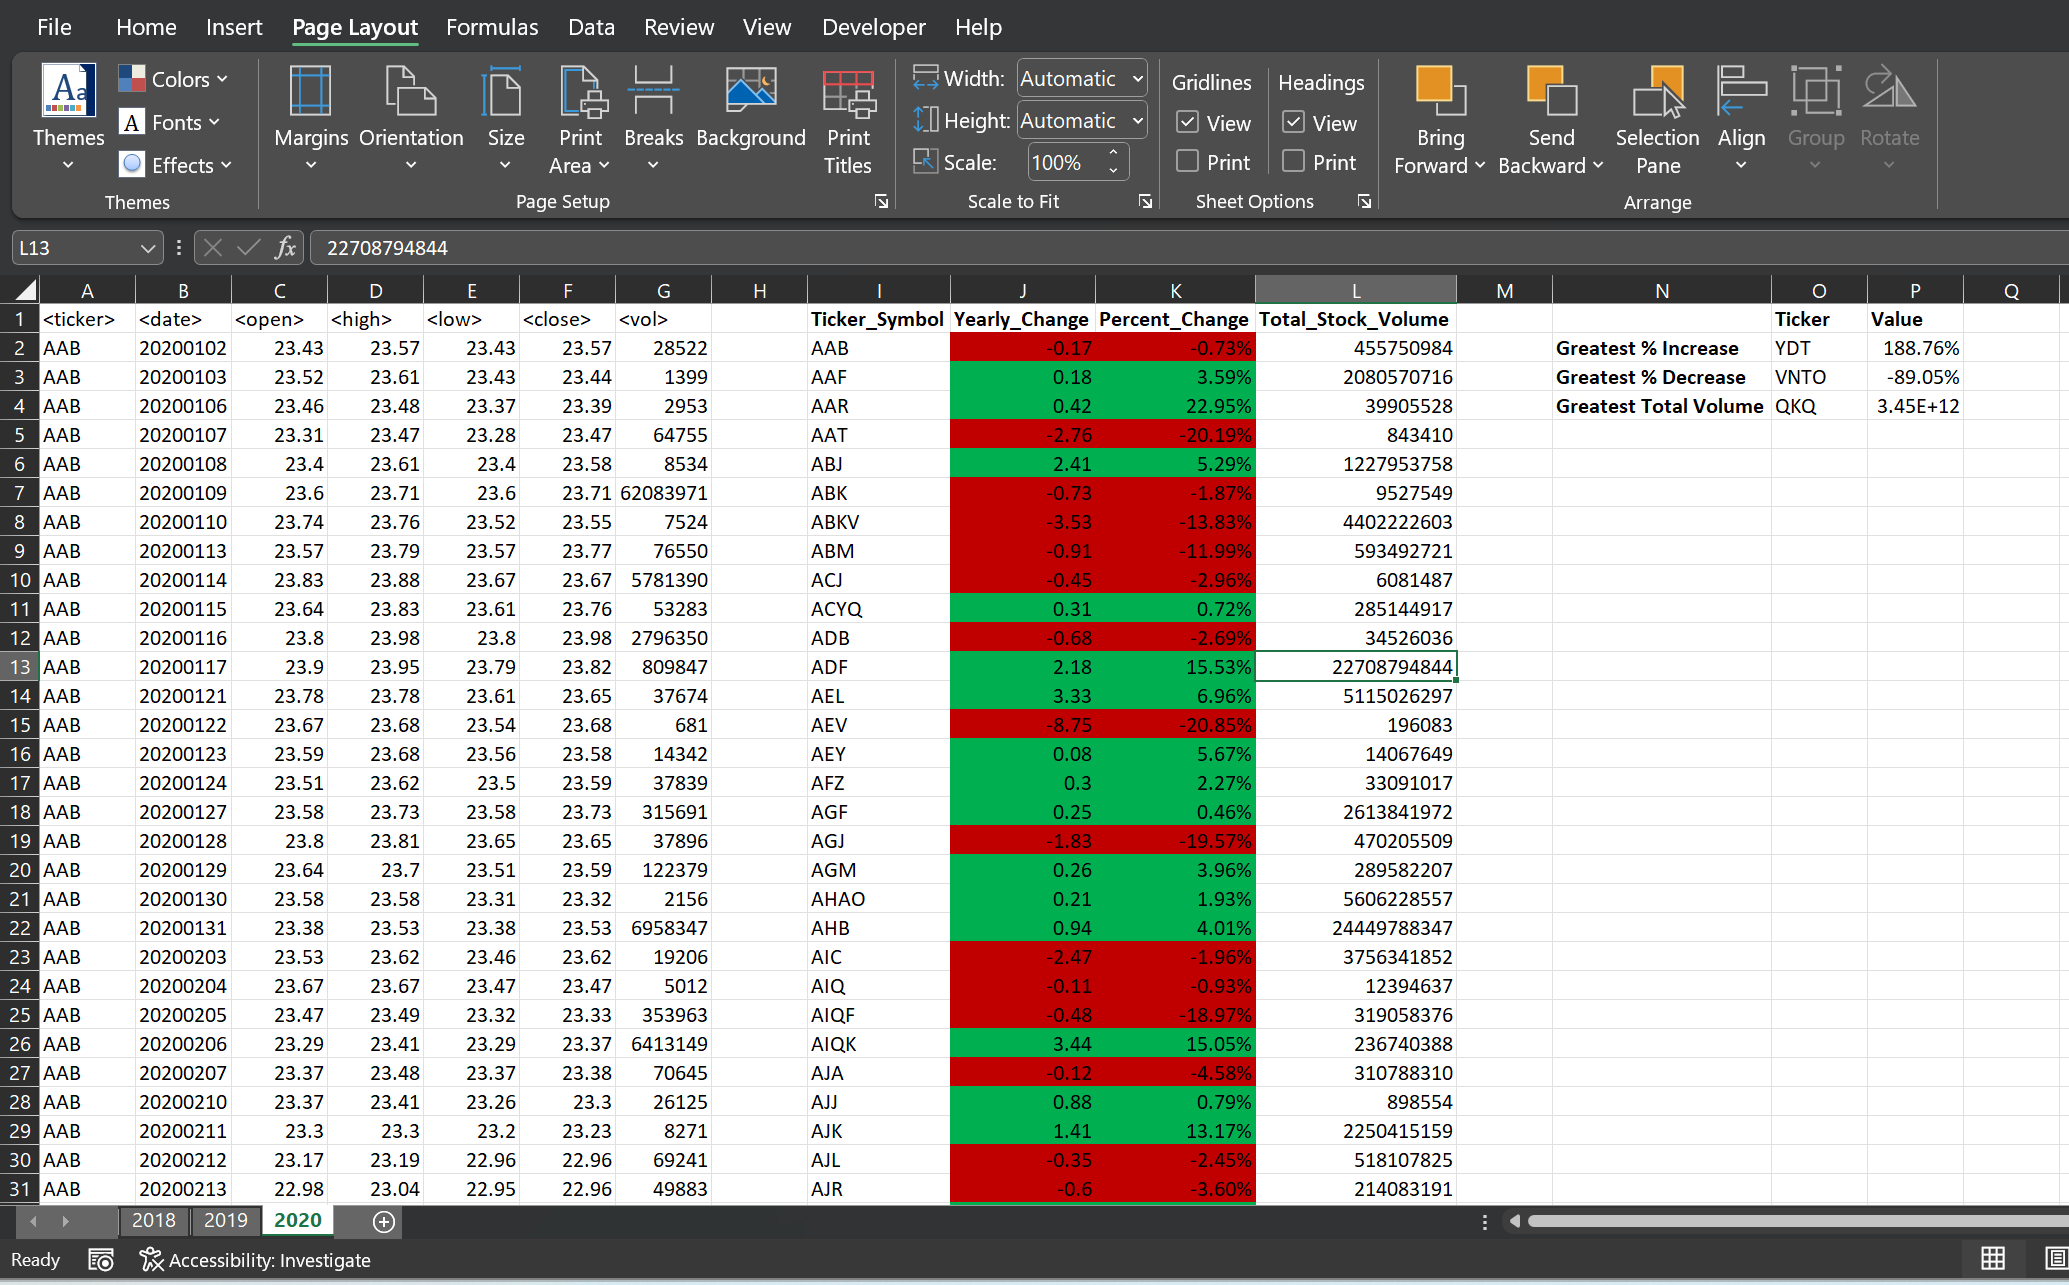 File Home Insert Page Layout Formulas Data Review View Developer Help
Themes Colors Fonts Effects Themes
Margins Orientation Size Print Area Breaks Background Print Titles Page Setup
Width: Automatic Height: Automatic Scale: 100% Scale to Fit
Gridlines View Print Headings View Print Sheet Options
Bring Forward Send Backward Selection Pane Align Group Rotate Arrange
L13 fx 22708794844
A B C D E F G H I J K L M N O P Q
1 <ticker> <date> <open> <high> <low> <close> <vol> Ticker_Symbol Yearly_Change Percent_Change Total_Stock_Volume Ticker Value
2 AAB 20200102 23.43 23.57 23.43 23.57 28522 AAB -0.17 -0.73% 455750984 Greatest % Increase YDT 188.76%
3 AAB 20200103 23.52 23.61 23.43 23.44 1399 AAF 0.18 3.59% 2080570716 Greatest % Decrease VNTO -89.05%
4 AAB 20200106 23.46 23.48 23.37 23.39 2953 AAR 0.42 22.95% 39905528 Greatest Total Volume QKQ 3.45E+12
5 AAB 20200107 23.31 23.47 23.28 23.47 64755 AAT -2.76 -20.19% 843410
6 AAB 20200108 23.4 23.61 23.4 23.58 8534 ABJ 2.41 5.29% 1227953758
7 AAB 20200109 23.6 23.71 23.6 23.71 62083971 ABK -0.73 -1.87% 9527549
8 AAB 20200110 23.74 23.76 23.52 23.55 7524 ABKV -3.53 -13.83% 4402222603
9 AAB 20200113 23.57 23.79 23.57 23.77 76550 ABM -0.91 -11.99% 593492721
10 AAB 20200114 23.83 23.88 23.67 23.67 5781390 ACJ -0.45 -2.96% 6081487
11 AAB 20200115 23.64 23.83 23.61 23.76 53283 ACYQ 0.31 0.72% 285144917
12 AAB 20200116 23.8 23.98 23.8 23.98 2796350 ADB -0.68 -2.69% 34526036
13 AAB 20200117 23.9 23.95 23.79 23.82 809847 ADF 2.18 15.53% 22708794844
14 AAB 20200121 23.78 23.78 23.61 23.65 37674 AEL 3.33 6.96% 5115026297
15 AAB 20200122 23.67 23.68 23.54 23.68 681 AEV -8.75 -20.85% 196083
16 AAB 20200123 23.59 23.68 23.56 23.58 14342 AEY 0.08 5.67% 14067649
17 AAB 20200124 23.51 23.62 23.5 23.59 37839 AFZ 0.3 2.27% 33091017
18 AAB 20200127 23.58 23.73 23.58 23.73 315691 AGF 0.25 0.46% 2613841972
19 AAB 20200128 23.8 23.81 23.65 23.65 37896 AGJ -1.83 -19.57% 470205509
20 AAB 20200129 23.64 23.7 23.51 23.59 122379 AGM 0.26 3.96% 289582207
21 AAB 20200130 23.58 23.58 23.31 23.32 2156 AHAO 0.21 1.93% 5606228557
22 AAB 20200131 23.38 23.53 23.38 23.53 6958347 AHB 0.94 4.01% 24449788347
23 AAB 20200203 23.53 23.62 23.46 23.62 19206 AIC -2.47 -1.96% 3756341852
24 AAB 20200204 23.67 23.67 23.47 23.47 5012 AIQ -0.11 -0.93% 12394637
25 AAB 20200205 23.47 23.49 23.32 23.33 353963 AIQF -0.48 -18.97% 319058376
26 AAB 20200206 23.29 23.41 23.29 23.37 6413149 AIQK 3.44 15.05% 236740388
27 AAB 20200207 23.37 23.48 23.37 23.38 70645 AJA -0.12 -4.58% 310788310
28 AAB 20200210 23.37 23.41 23.26 23.3 26125 AJJ 0.88 0.79% 898554
29 AAB 20200211 23.3 23.3 23.2 23.23 8271 AJK 1.41 13.17% 2250415159
30 AAB 20200212 23.17 23.19 22.96 22.96 69241 AJL -0.35 -2.45% 518107825
31 AAB 20200213 22.98 23.04 22.95 22.96 49883 AJR -0.6 -3.60% 214083191
2018 2019 2020
Ready Accessibility: Investigate